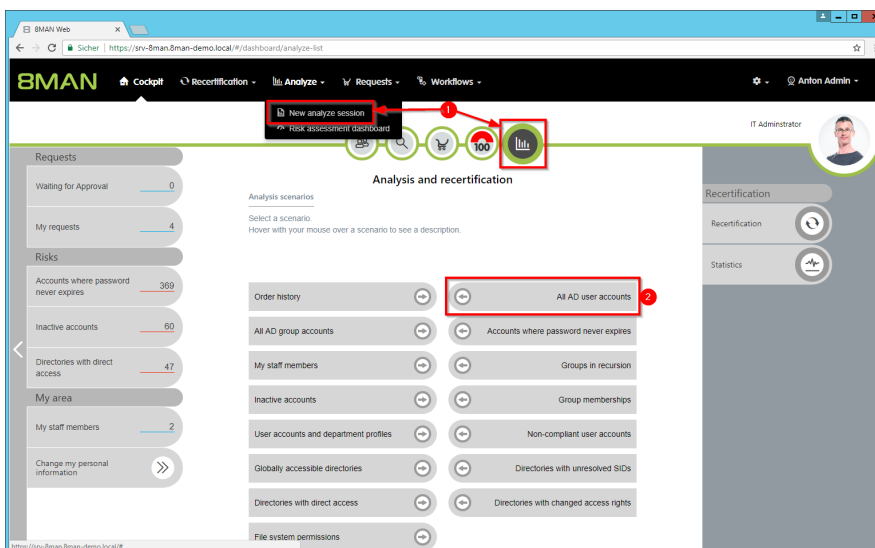 8MAN Web
Sicher | https://srv-8man.8man-demo.local/#/dashboard/analyze-list
8MAN Cockpit Recertification Analyze Requests Workflows Anton Admin
New analyze session
1
Risk assessment dashboard
IT Adminstrator
100
Requests
Waiting for Approval 0
My requests 4
Risks
Accounts where password
never expires 369
Inactive accounts 60
Directories with direct
access 47
My area
My staff members 2
Change my personal
information
Analysis and recertification
Analysis scenarios
Select a scenario.
Hover with your mouse over a scenario to see a description.
Order history All AD user accounts 2
All AD group accounts Accounts where password never expires
My staff members Groups in recursion
Inactive accounts Group memberships
User accounts and department profiles Non-compliant user accounts
Globally accessible directories Directories with unresolved SIDs
Directories with direct access Directories with changed access rights
File system permissions
Recertification
Recertification
Statistics
https://srv-8man.8man-demo.local/#